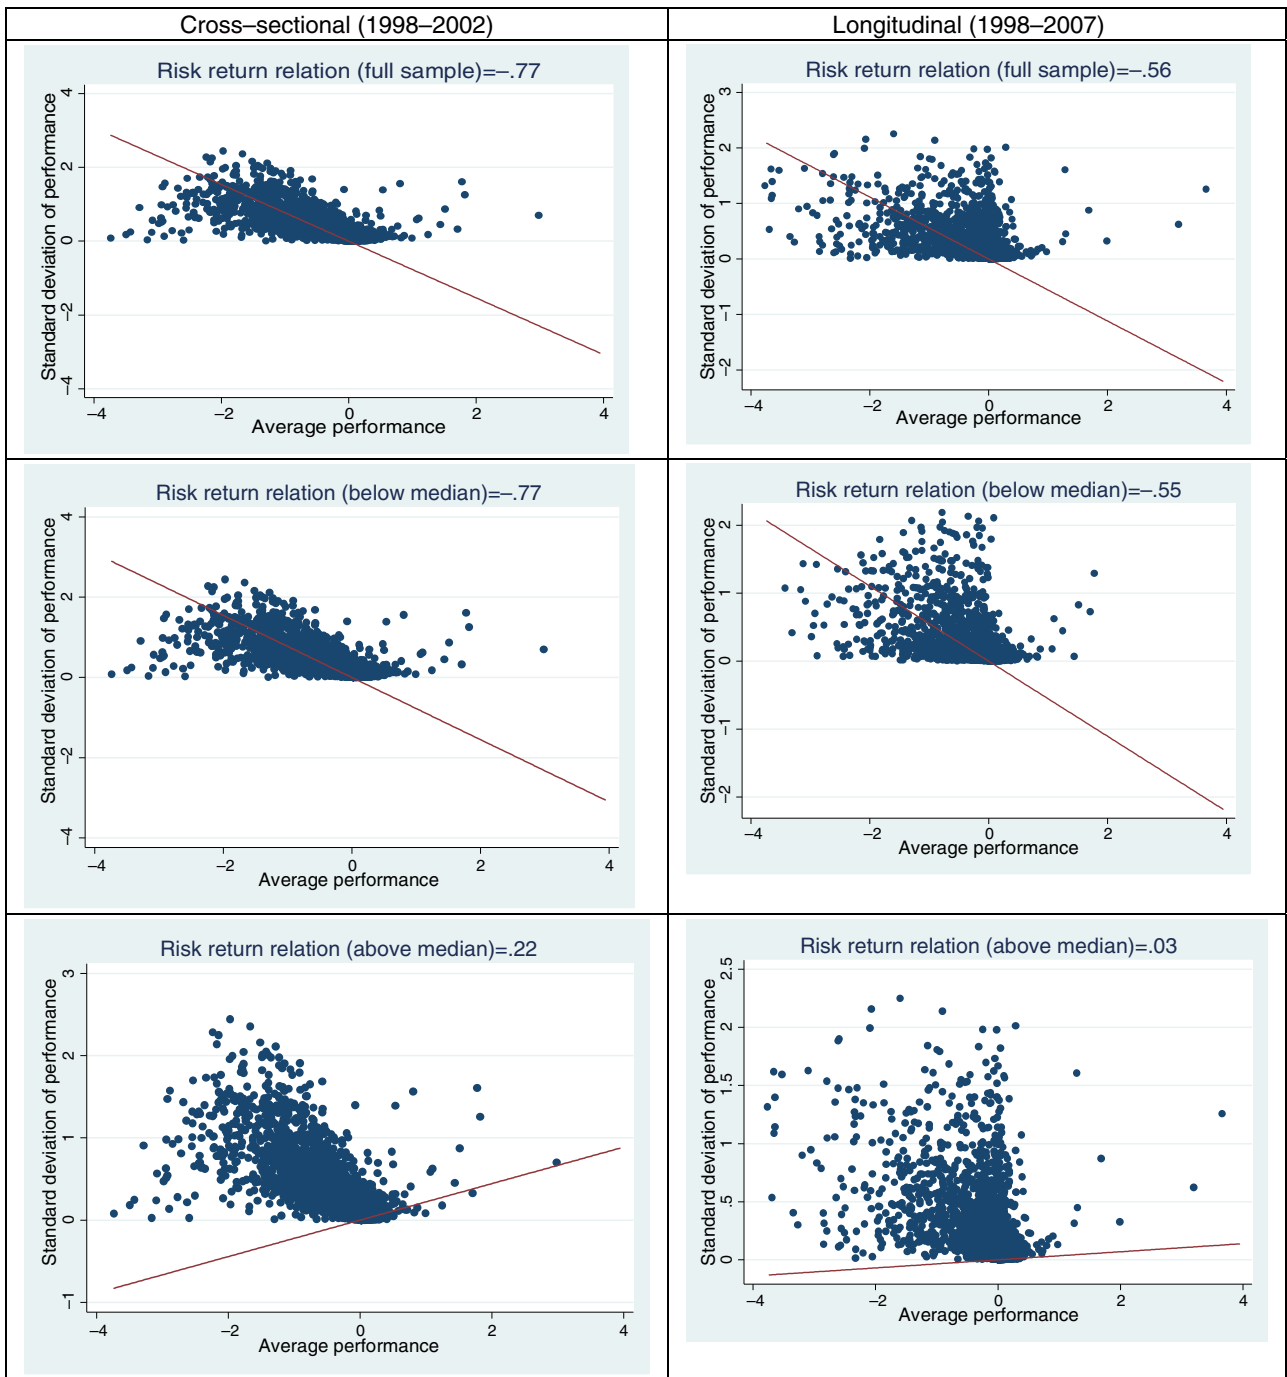 Cross–sectional (1998–2002)
Longitudinal (1998–2007)
Risk return relation (full sample)=–.77
Standard deviation of performance
4
2
0
–2
–4
–4 –2 0 2 4
Average performance
Risk return relation (full sample)=–.56
Standard deviation of performance
3
2
1
0
–1
–2
–4 –2 0 2 4
Average performance
Risk return relation (below median)=–.77
Standard deviation of performance
4
2
0
–2
–4
–4 –2 0 2 4
Average performance
Risk return relation (below median)=–.55
Standard deviation of performance
2
1
0
–1
–2
–4 –2 0 2 4
Average performance
Risk return relation (above median)=.22
Standard deviation of performance
3
2
1
0
–1
–4 –2 0 2 4
Average performance
Risk return relation (above median)=.03
Standard deviation of performance
2.5
2
1.5
1
.5
0
–4 –2 0 2 4
Average performance